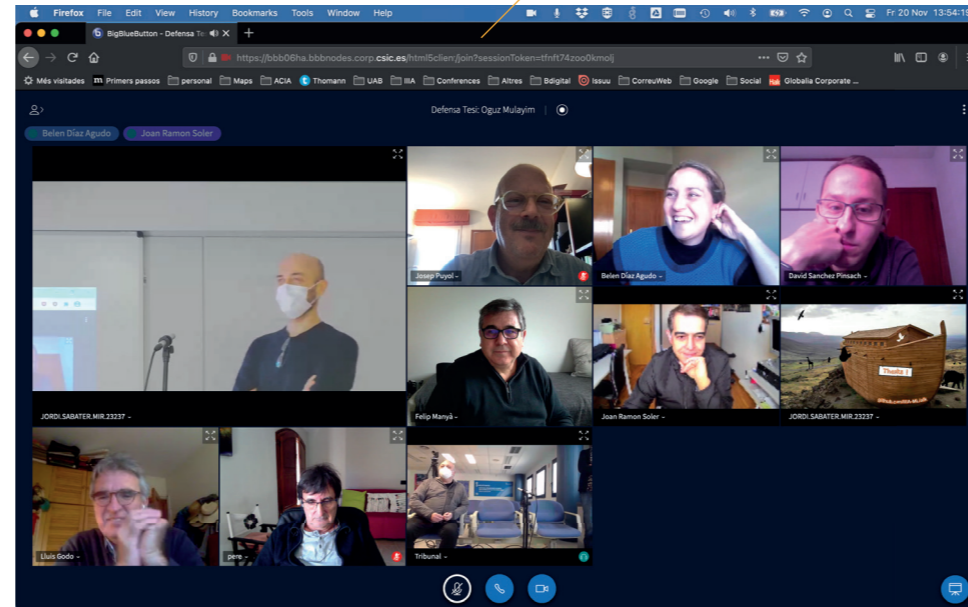 Firefox File Edit View History Bookmarks Tools Window Help Fr 20 Nov 13:54:19
BigBlueButton - Defensa Te
https://bbb06ha.bbbnodes.corp.csic.es/html5client/join?sessionToken=tfnft74zoo0kmolj
Més visitades Primers passos personal Maps ACIA Thomann UAB IIIA Conferences Altres Bdigital Issuu CorreuWeb Google Social Globalia Corporate ...
Defensa Tesi: Oguz Mulayim
Belen Díaz Agudo Joan Ramon Soler
Josep Puyol
Belen Díaz Agudo
David Sanchez Pinsach
Thotis !
JORDI.SABATER.MIR.23237
Felip Manyà
Joan Ramon Soler
JORDI.SABATER.MIR.23237
Lluis Godo
pere
Tribunal